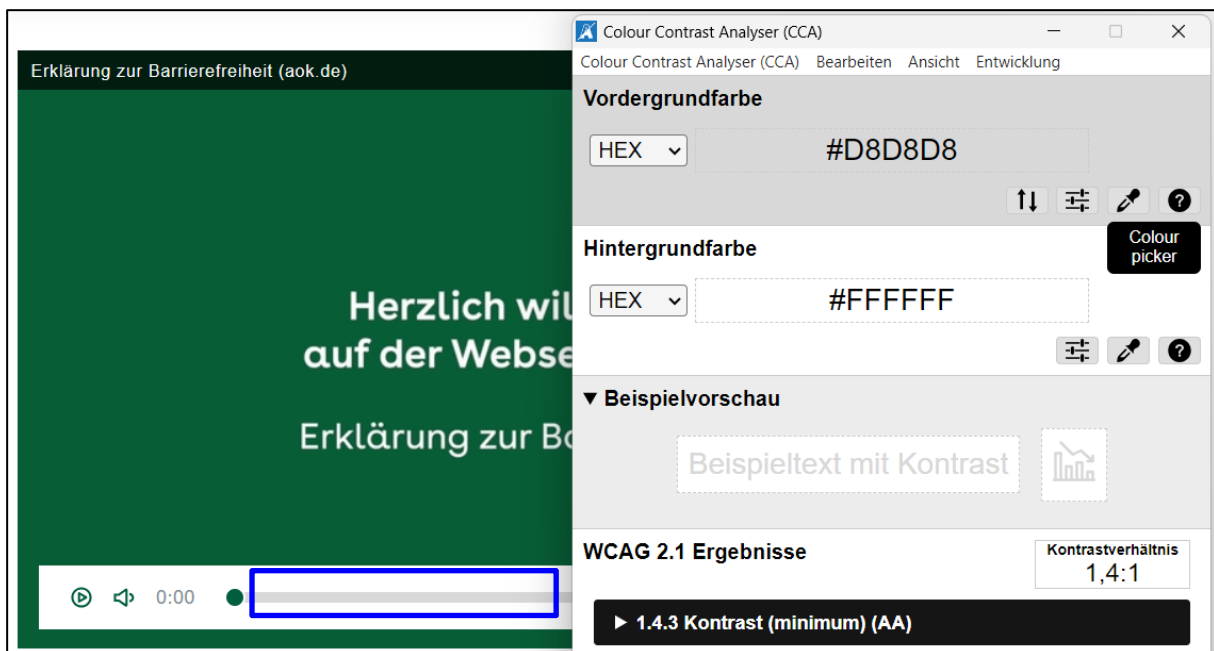 Erklärung zur Barrierefreiheit (aok.de)
Herzlich wil
auf der Webse
Erklärung zur Ba
0:00
Colour Contrast Analyser (CCA)
Colour Contrast Analyser (CCA) Bearbeiten Ansicht Entwicklung
Vordergrundfarbe
HEX
#D8D8D8
Colour
picker
Hintergrundfarbe
HEX
#FFFFFF
▼ Beispielvorschau
Beispieltext mit Kontrast
WCAG 2.1 Ergebnisse
Kontrastverhältnis
1,4:1
▶ 1.4.3 Kontrast (minimum) (AA)